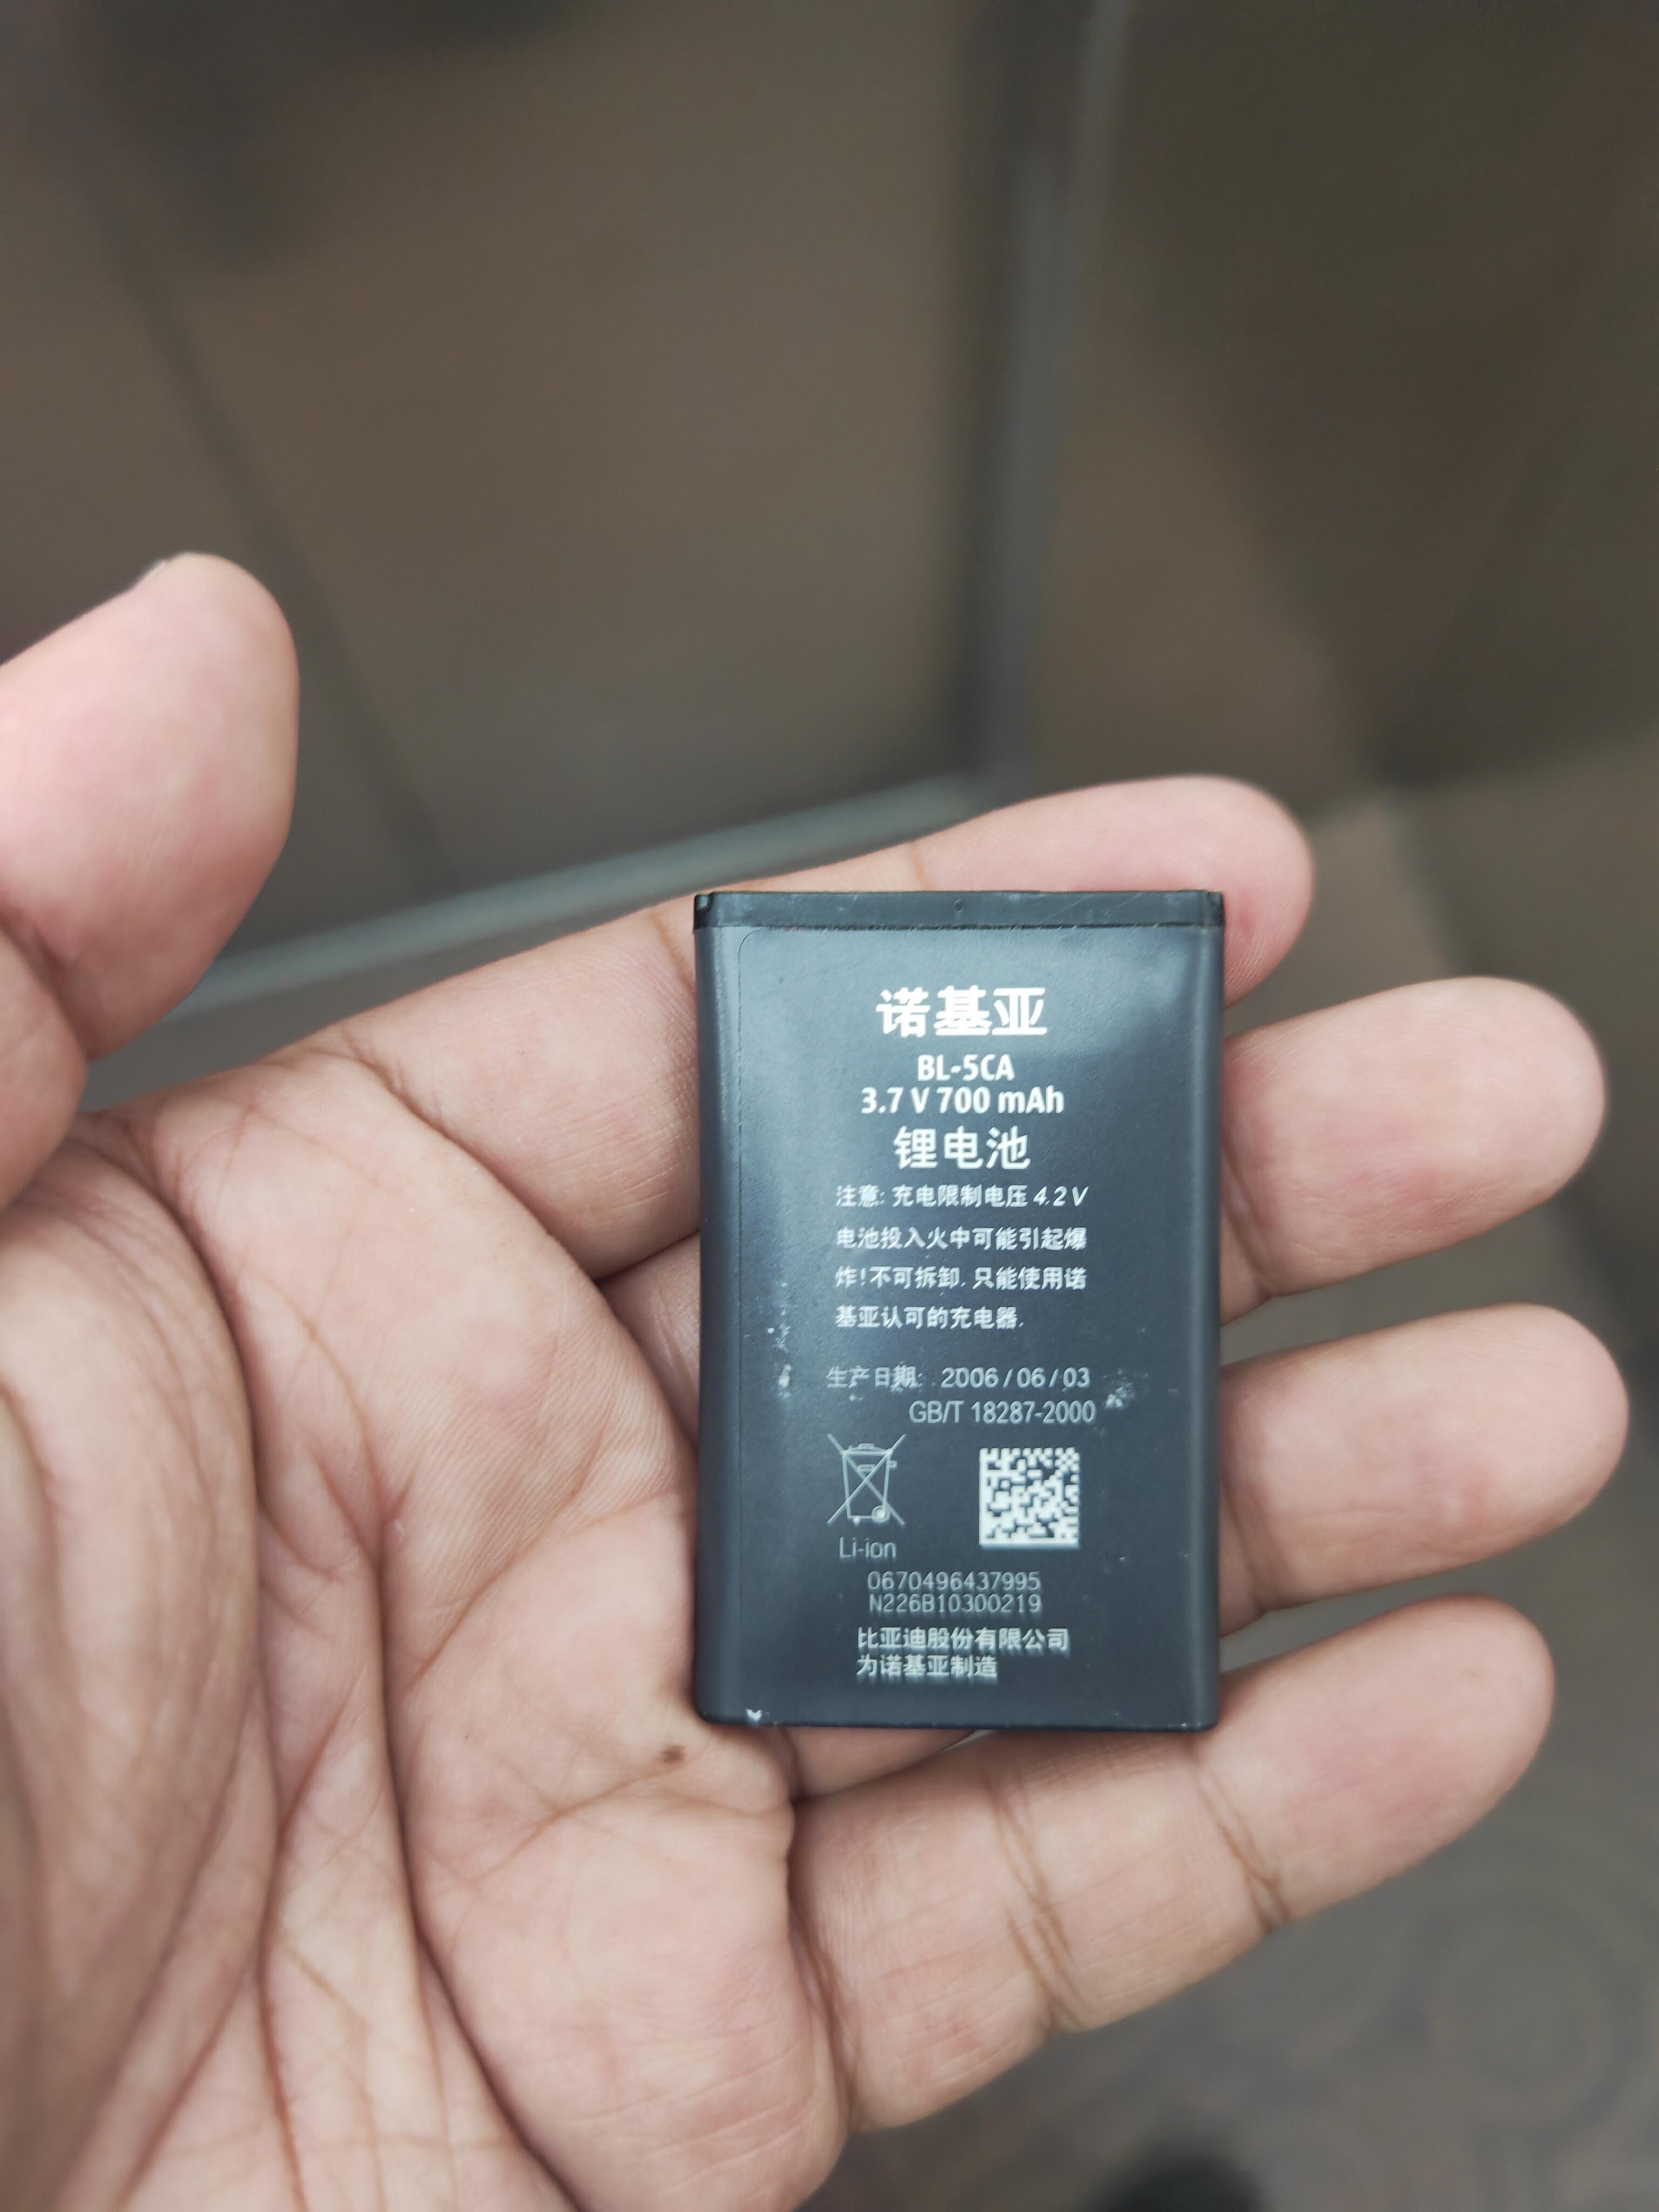 诺基亚
BL-5CA
3.7 V 700 mAh
锂电池
注意: 充电限制电压 4.2 V
电池投入火中可能引起爆
炸!不可拆卸. 只能使用诺
基亚认可的充电器.
生产日期: 2006/06/03
GB/T 18287-2000
Li-ion
0670496437995
N226B10300219
比亚迪股份有限公司
为诺基亚制造